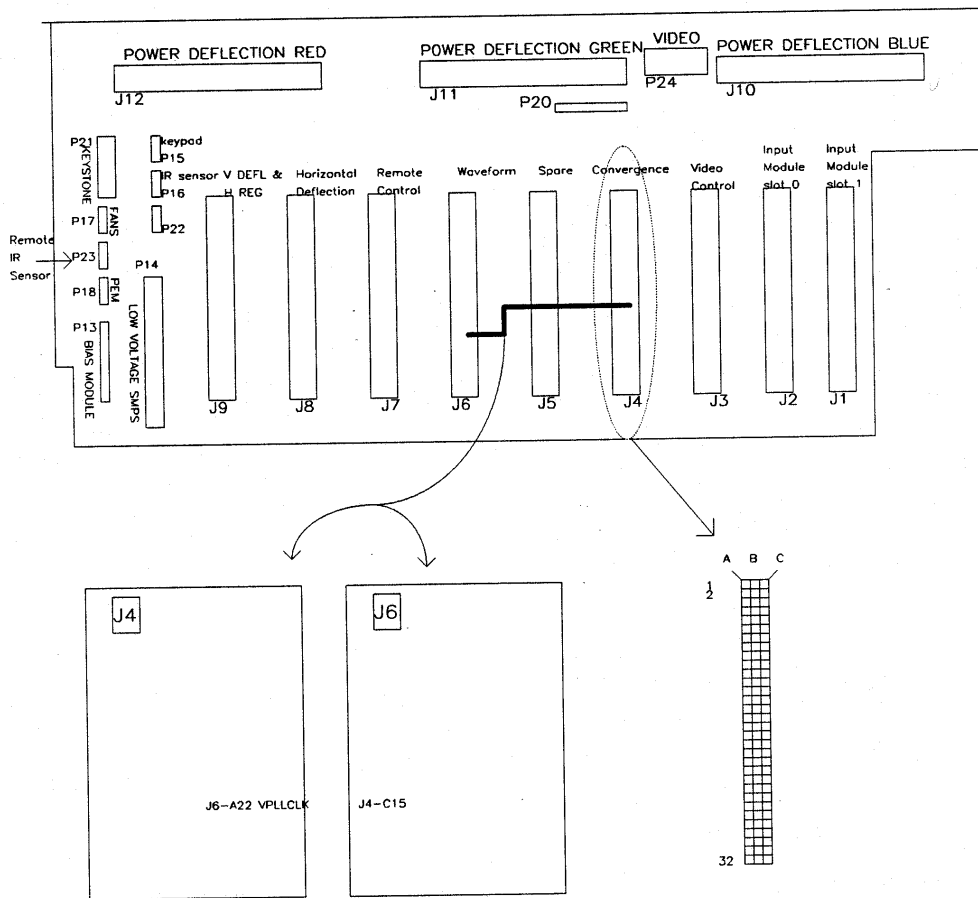 POWER DEFLECTION RED
POWER DEFLECTION GREEN
VIDEO
POWER DEFLECTION BLUE
J12
J11
P24
J10
P20
P21
KEYSTONE
keypad
P15
IR sensor
P16
P22
P17
FANS
Remote
IR
Sensor
P23
P18
PEM
P13
BIAS MODULE
P14
LOW VOLTAGE SMPS
V DEFL &
H REG
Horizontal
Deflection
Remote
Control
Waveform
Spare
Convergence
Video
Control
Input
Module
slot 0
Input
Module
slot 1
J9
J8
J7
J6
J5
J4
J3
J2
J1
J4
J6
J6-A22 VPLLCLK
J4-C15
A B C
1
2
32